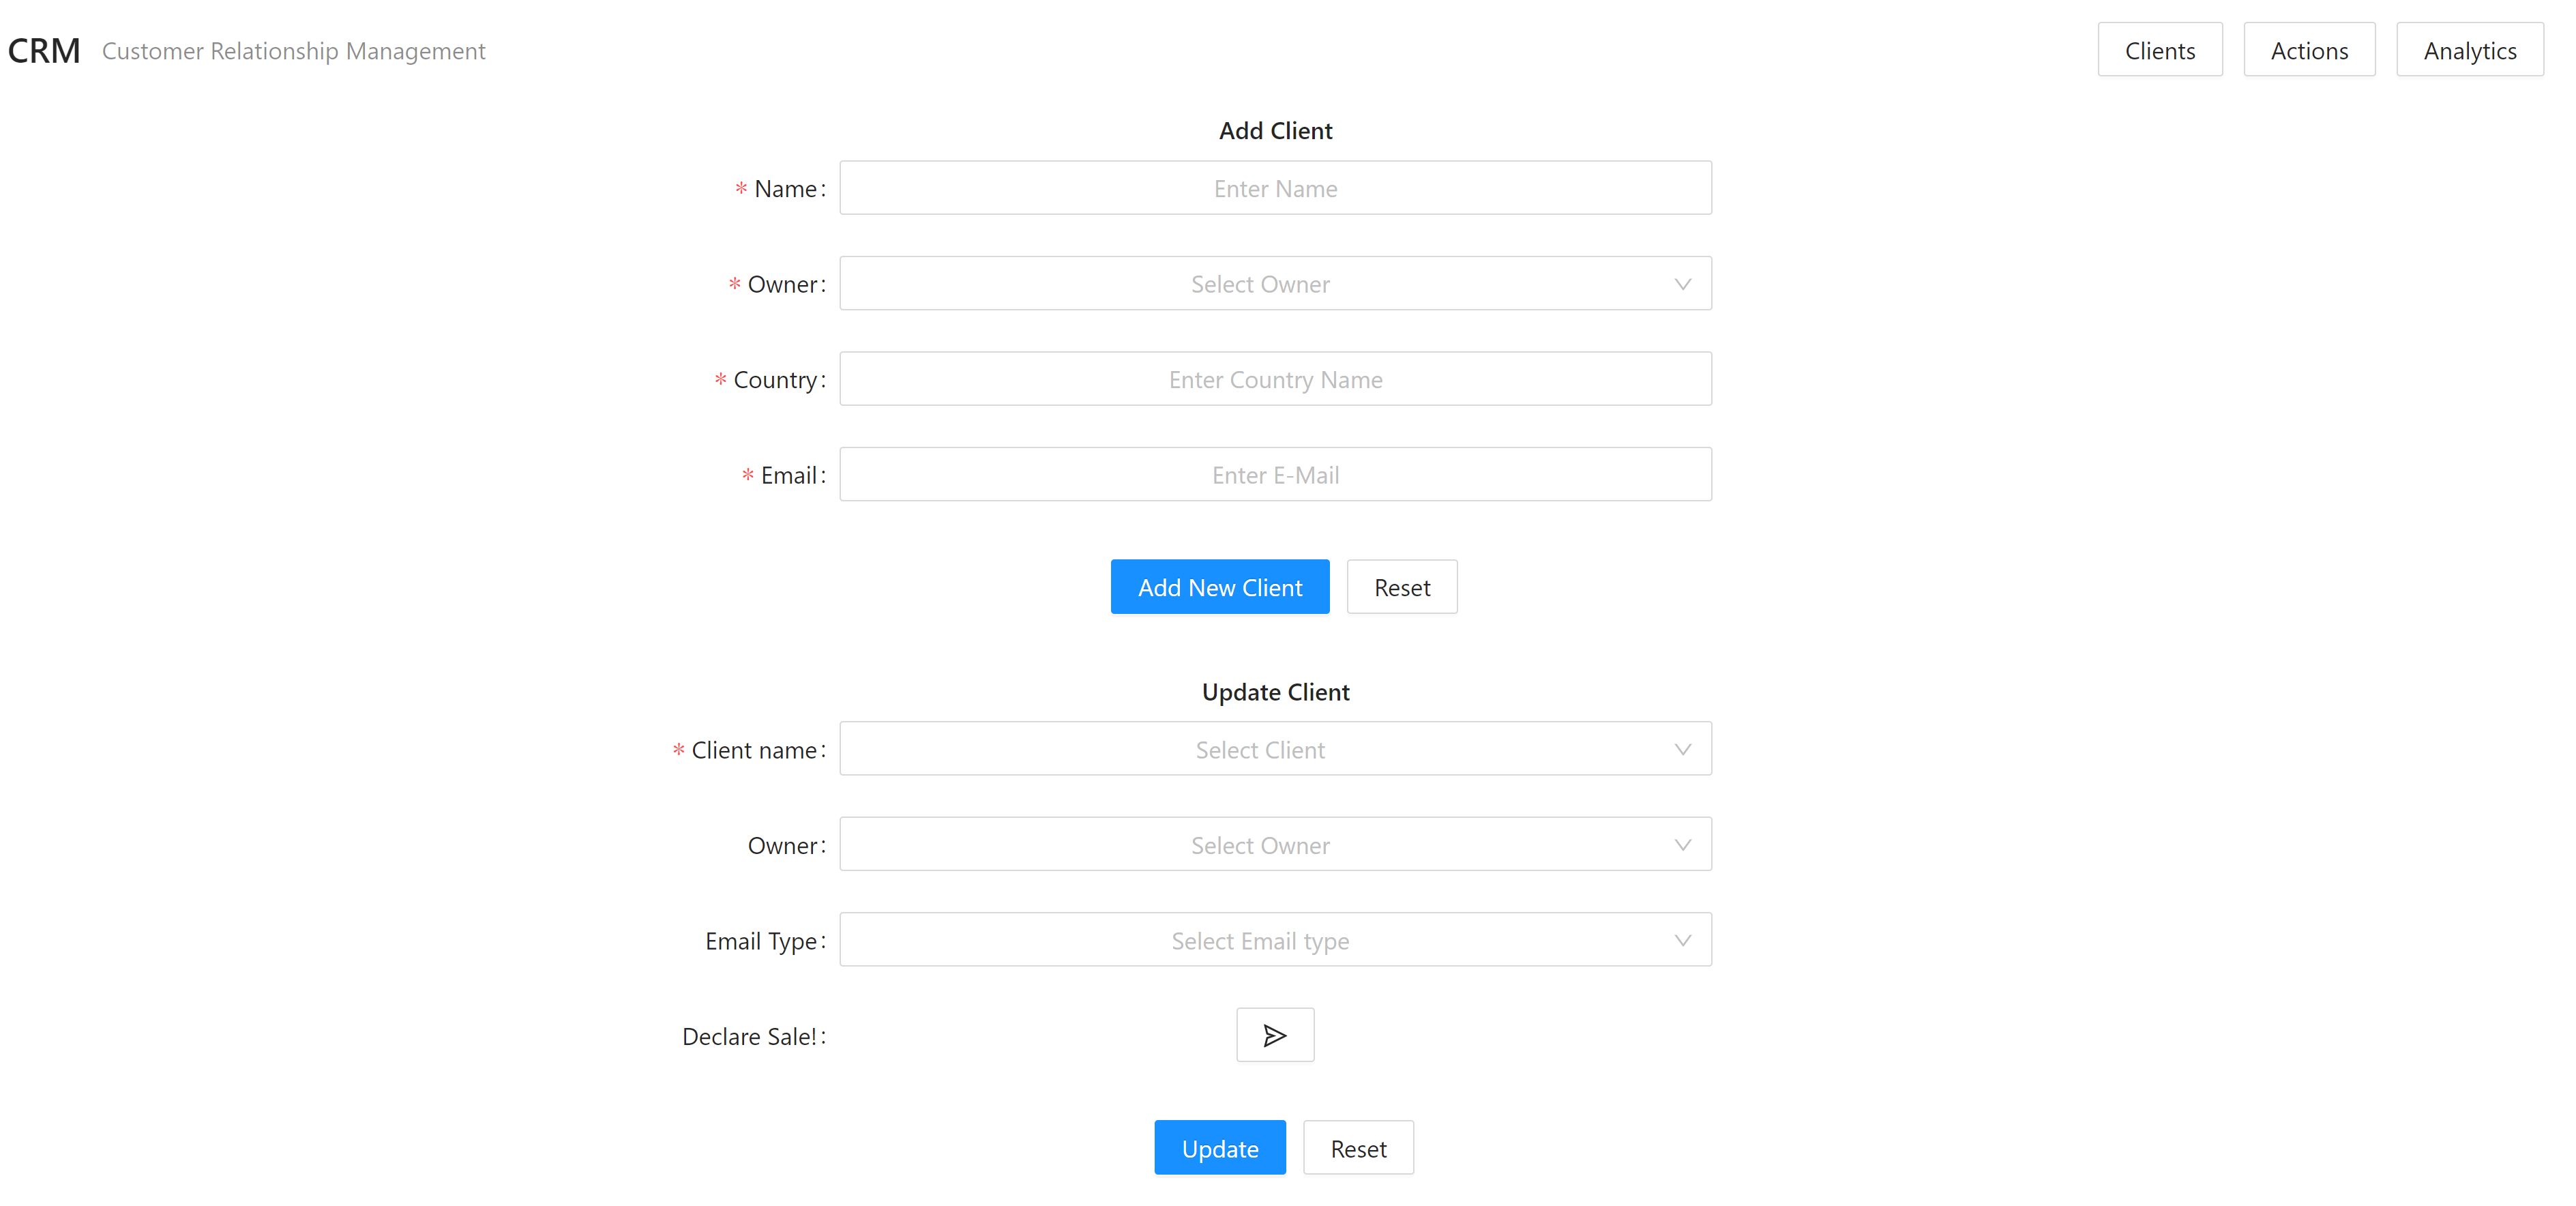 CRM Customer Relationship Management Clients Actions Analytics
Add Client
* Name: Enter Name
* Owner: Select Owner
* Country: Enter Country Name
* Email: Enter E-Mail
Add New Client Reset
Update Client
* Client name: Select Client
Owner: Select Owner
Email Type: Select Email type
Declare Sale!:
Update Reset